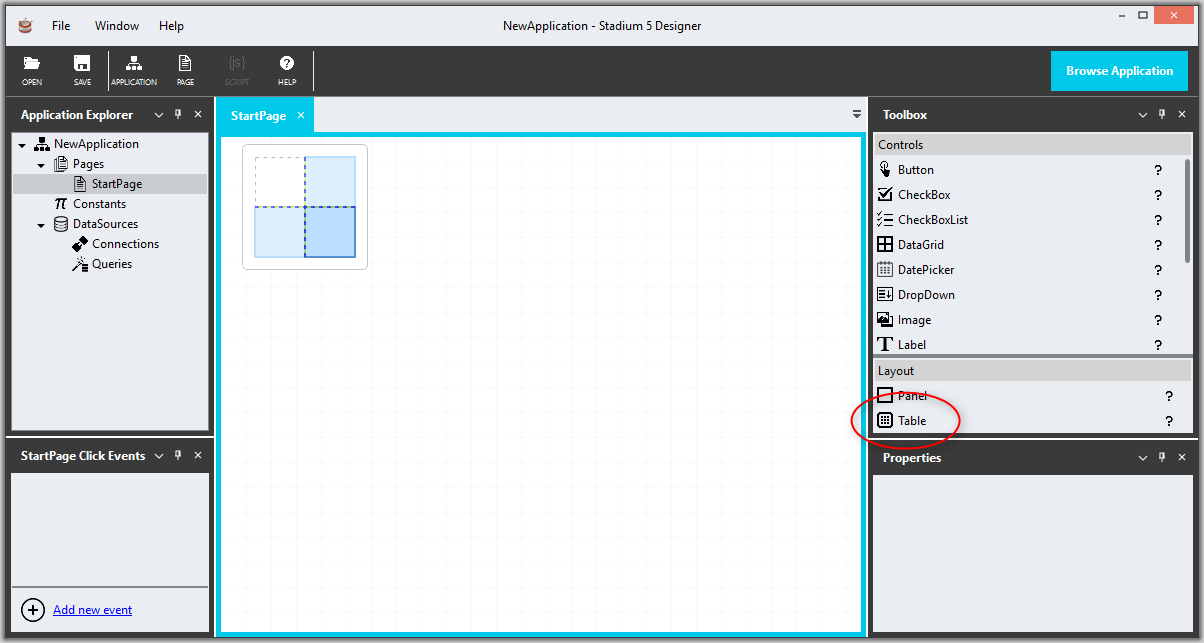 File Window Help NewApplication - Stadium 5 Designer
OPEN SAVE APPLICATION PAGE {JS} SCRIPT ? HELP Browse Application
Application Explorer
NewApplication
Pages
StartPage
Constants
DataSources
Connections
Queries
StartPage Click Events
Add new event
StartPage
Toolbox
Controls
Button ?
CheckBox ?
CheckBoxList ?
DataGrid ?
DatePicker ?
DropDown ?
Image ?
Label ?
Layout
Panel ?
Table ?
Properties